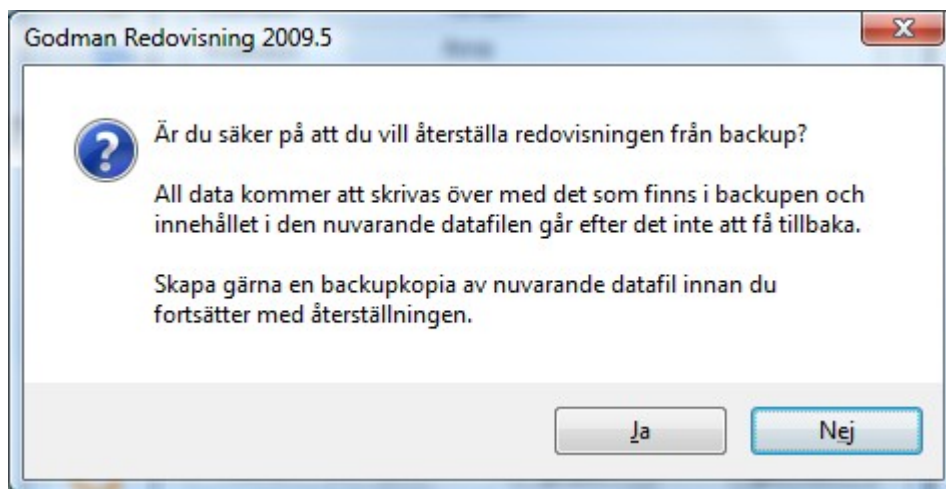 Godman Redovisning 2009.5
Är du säker på att du vill återställa redovisningen från backup?
All data kommer att skrivas över med det som finns i backupen och
innehållet i den nuvarande datafilen går efter det inte att få tillbaka.
Skapa gärna en backupkopia av nuvarande datafil innan du
fortsätter med återställningen.
Ja
Nej